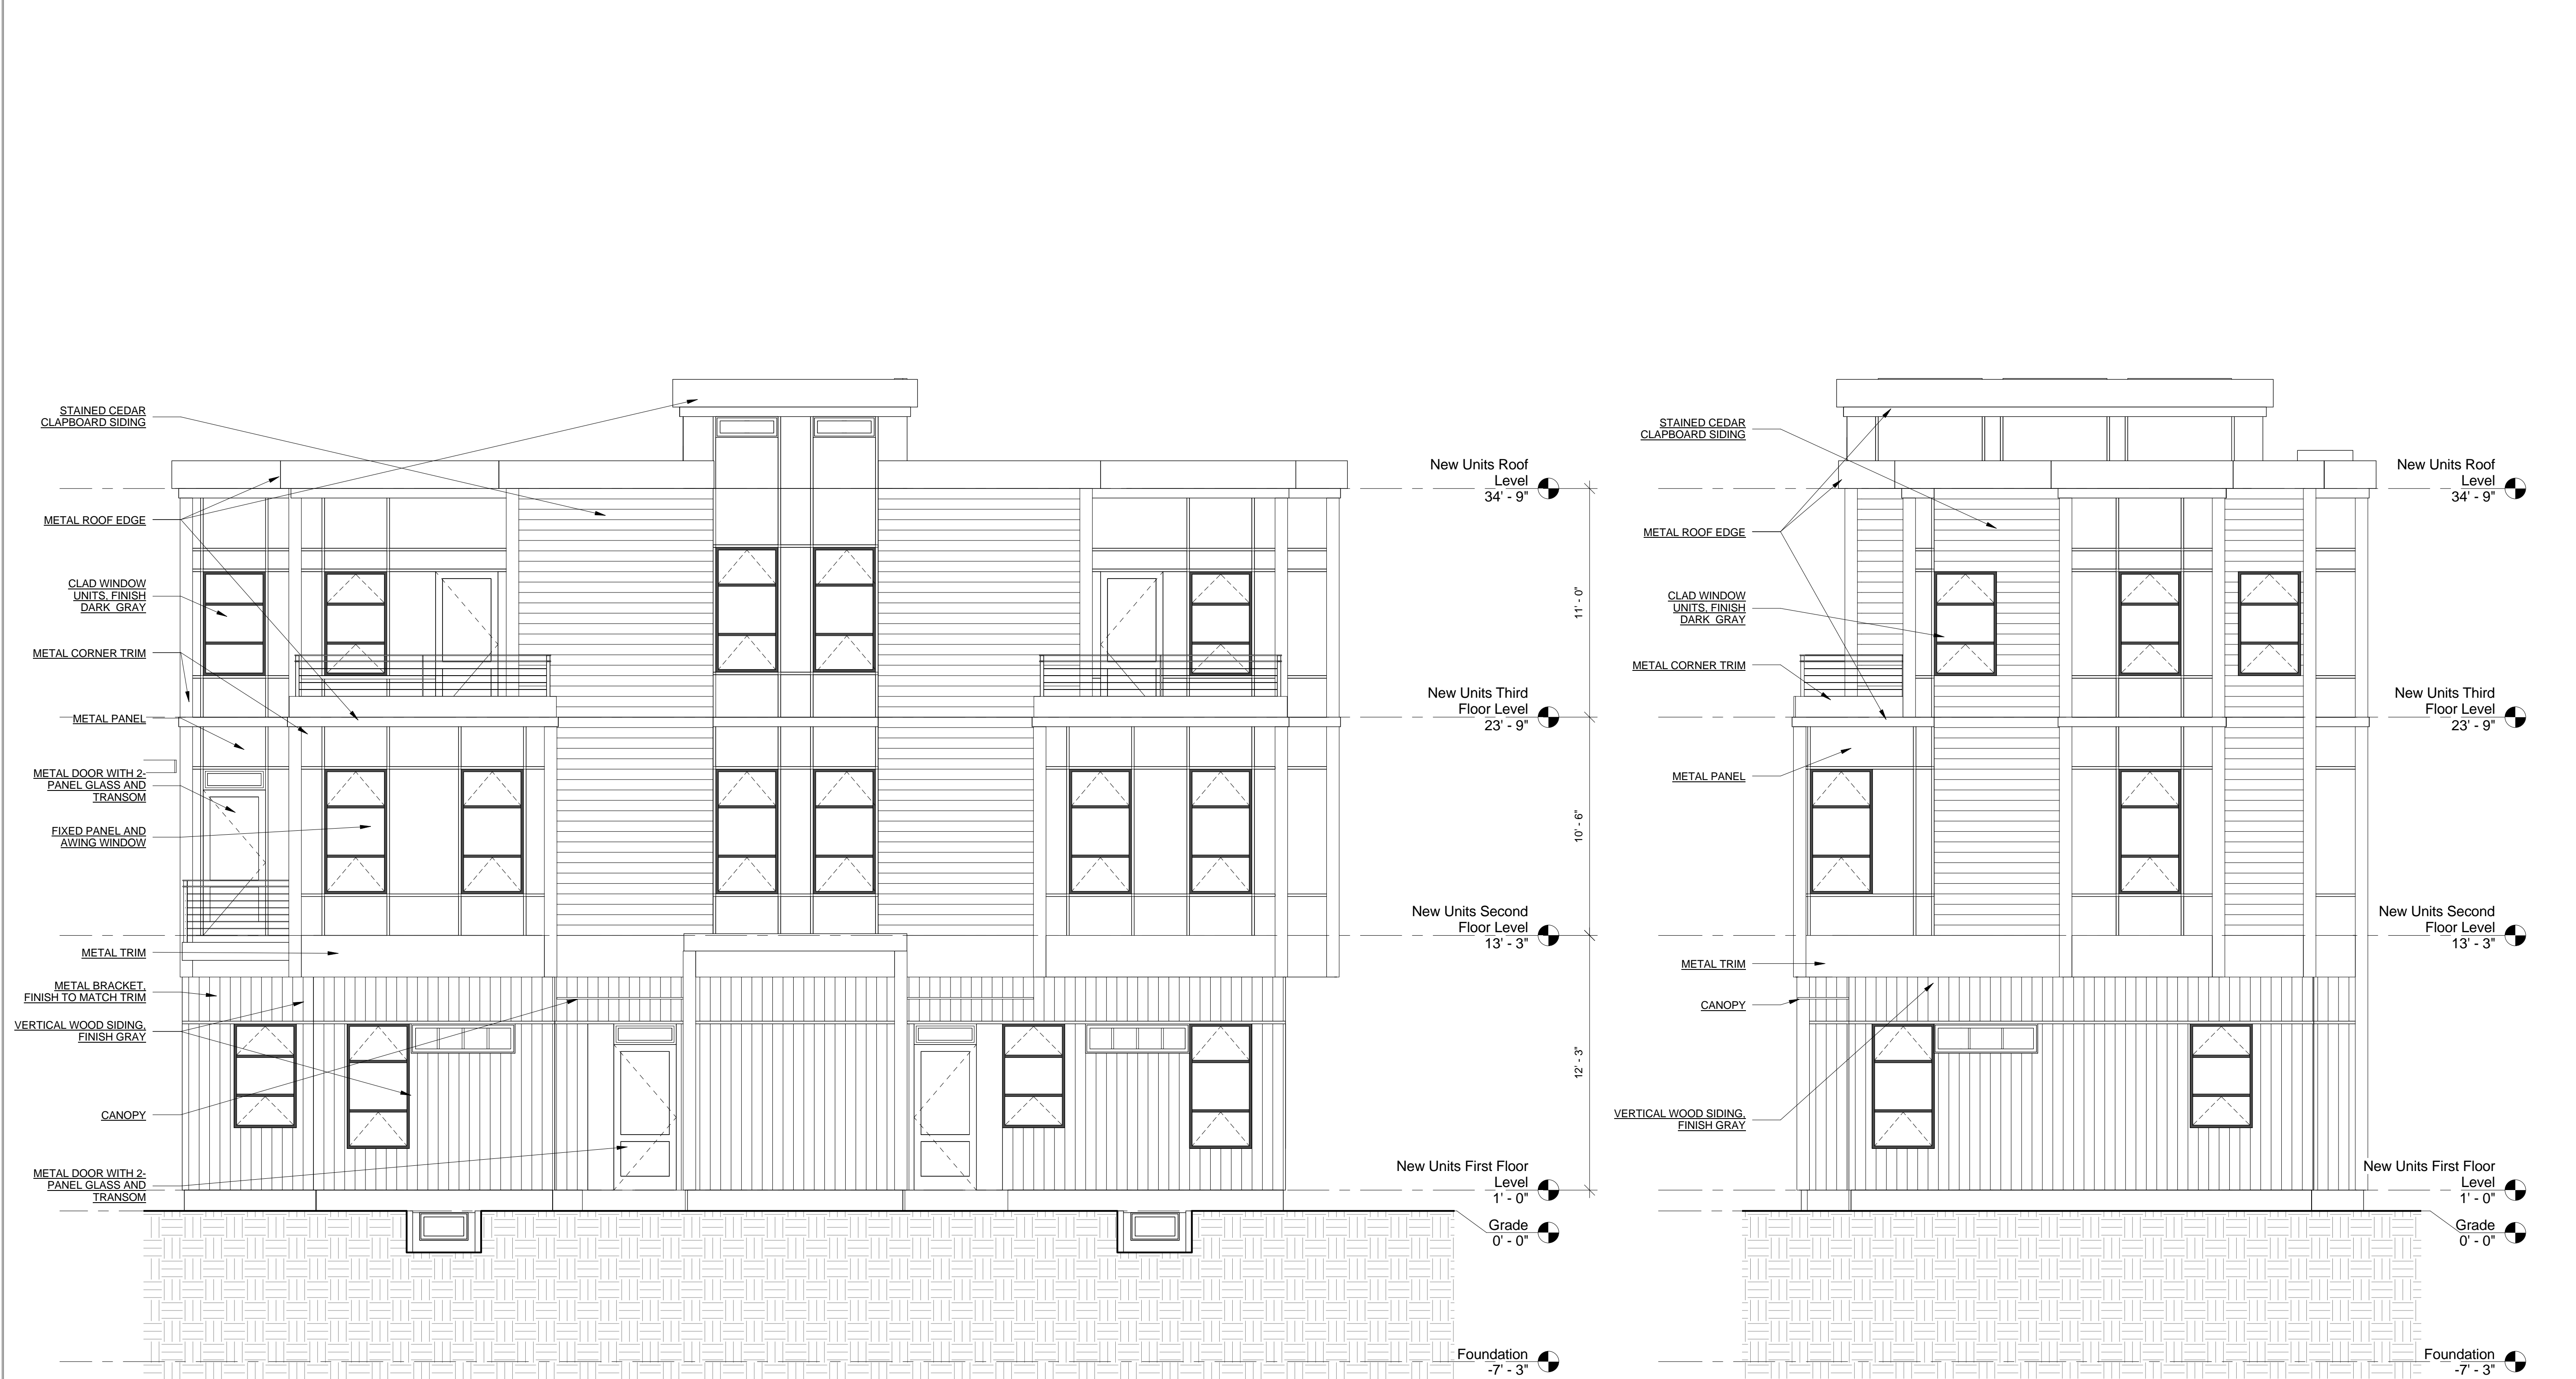 STAINED CEDAR
CLAPBOARD SIDING
METAL ROOF EDGE
CLAD WINDOW
UNITS, FINISH
DARK  GRAY
METAL CORNER TRIM
METAL PANEL
METAL DOOR WITH 2-
PANEL GLASS AND
TRANSOM
FIXED PANEL AND
AWING WINDOW
METAL TRIM
METAL BRACKET,
FINISH TO MATCH TRIM
VERTICAL WOOD SIDING,
FINISH GRAY
CANOPY
METAL DOOR WITH 2-
PANEL GLASS AND
TRANSOM
New Units Roof
Level
34' - 9"
New Units Third
Floor Level
23' - 9"
New Units Second
Floor Level
13' - 3"
New Units First Floor
Level
1' - 0"
Grade
0' - 0"
Foundation
-7' - 3"
11' - 0"
10' - 6"
12' - 3"
STAINED CEDAR
CLAPBOARD SIDING
METAL ROOF EDGE
CLAD WINDOW
UNITS, FINISH
DARK  GRAY
METAL CORNER TRIM
METAL PANEL
METAL TRIM
CANOPY
VERTICAL WOOD SIDING,
FINISH GRAY
New Units Roof
Level
34' - 9"
New Units Third
Floor Level
23' - 9"
New Units Second
Floor Level
13' - 3"
New Units First Floor
Level
1' - 0"
Grade
0' - 0"
Foundation
-7' - 3"